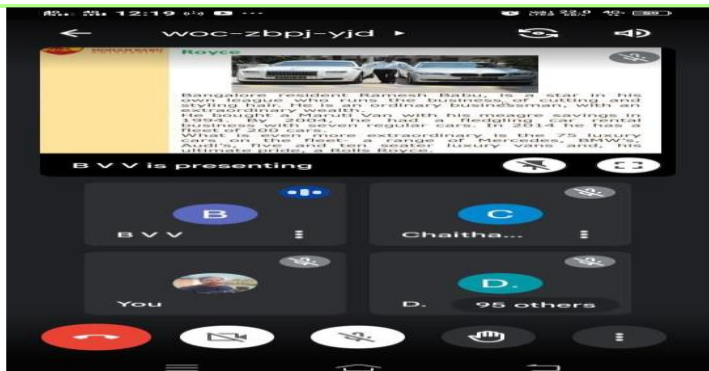 12:19
woc-zbpj-yjd
Royce
Bangalore resident Ramesh Babu, is a star in his
own league who runs the business of cutting and
styling hair. He is an ordinary businessman, with an
extraordinary wealth.
He bought a Maruti Van with his meagre savings in
1994. By 2004, he had a fledging car rental
business with seven regular cars. In 2014 he has a
fleet of 200 cars.
What is even more extraordinary is the 75 luxury
cars in the fleet- a range of Mercedes, BMW's,
Audi's, five and ten seater luxury vans and, his
ultimate pride, a Rolls Royce.
B V V is presenting
B
B V V
C
Chaitha...
You
D.
D.
95 others